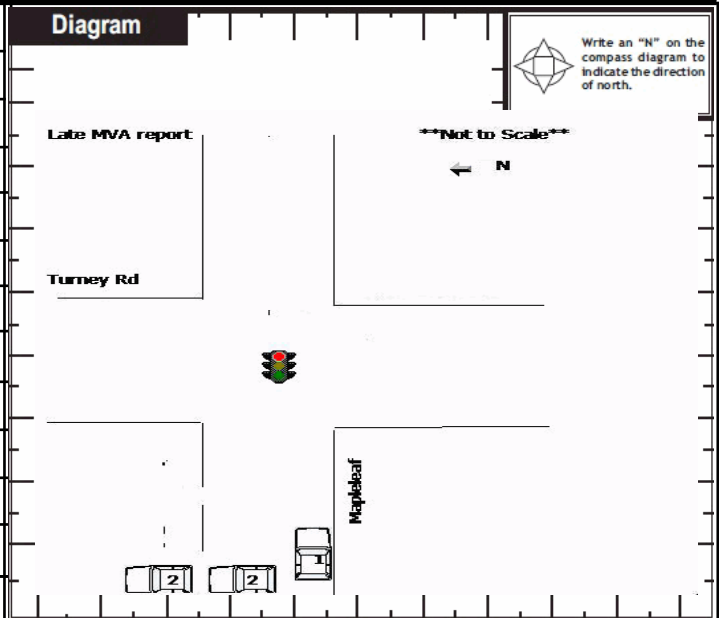 Diagram
Write an “N” on the
compass diagram to
indicate the direction
of north.
Late MVA report
**Not to Scale**
N
Turney Rd
Mapleleaf
1
2
2